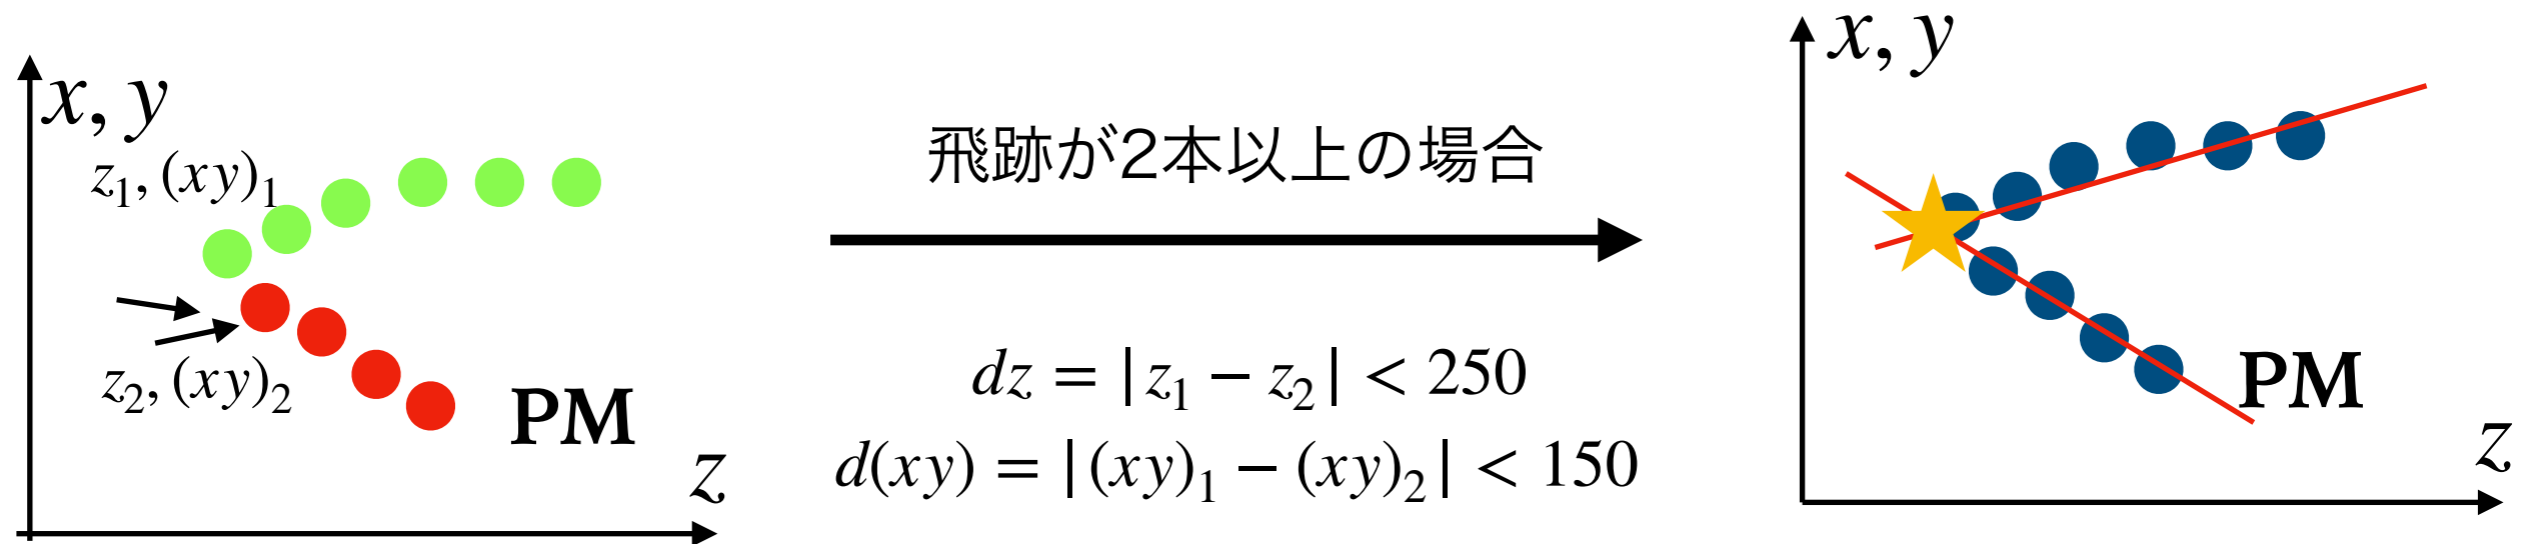 x, y
z₁, (xy)₁
z₂, (xy)₂
PM
z
飛跡が2本以上の場合
dz = |z₁ − z₂| < 250
d(xy) = |(xy)₁ − (xy)₂| < 150
x, y
PM
z